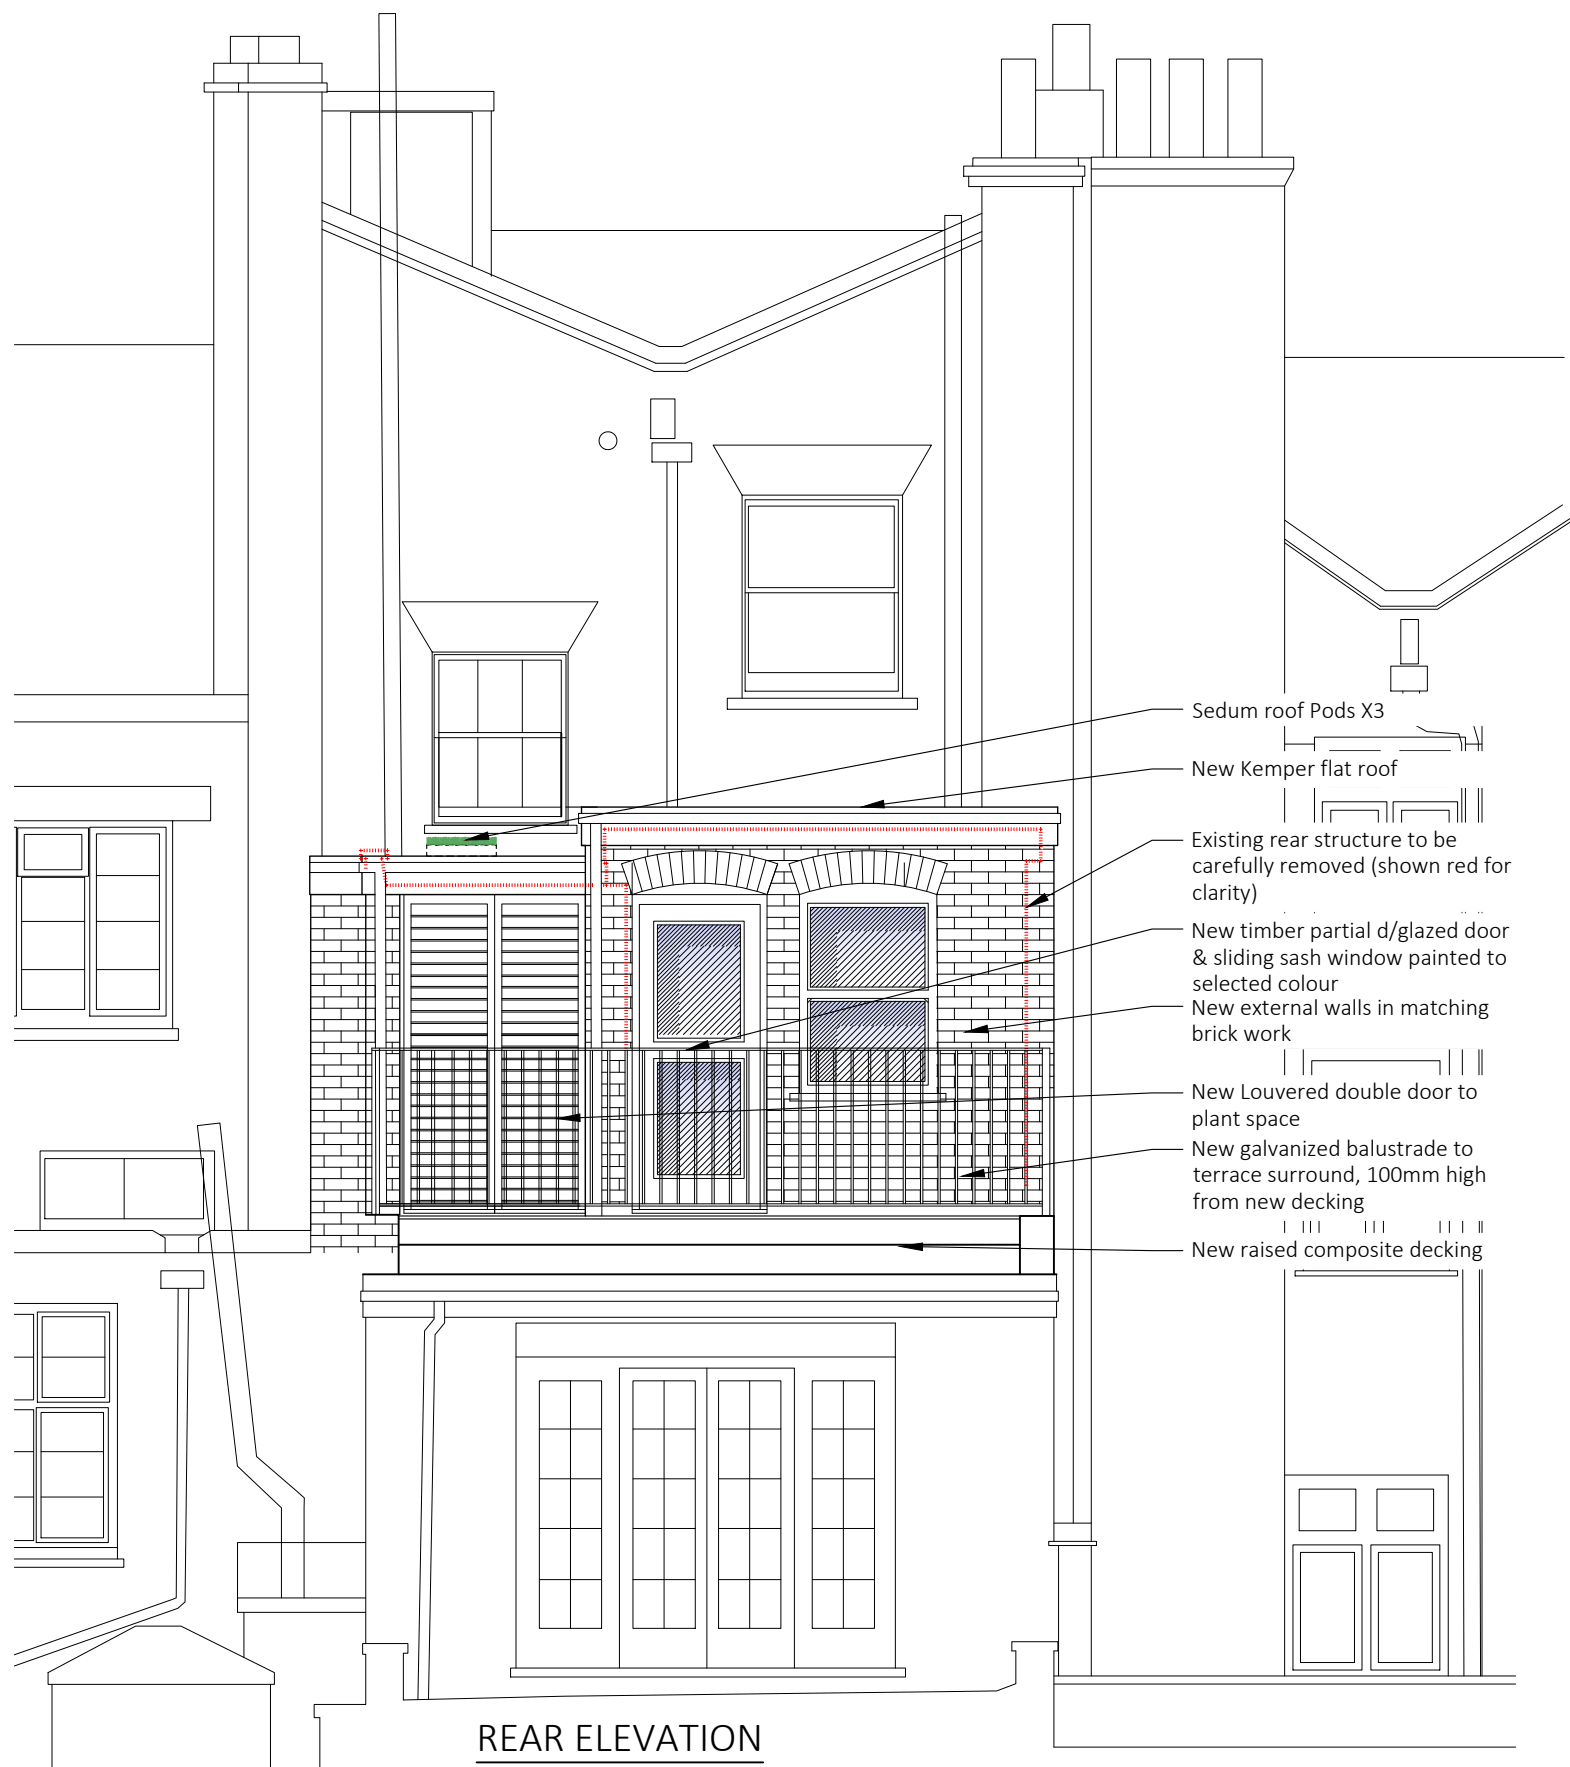 Sedum roof Pods X3
New Kemper flat roof
Existing rear structure to be
carefully removed (shown red for
clarity)
New timber partial d/glazed door
& sliding sash window painted to
selected colour
New external walls in matching
brick work
New Louvered double door to
plant space
New galvanized balustrade to
terrace surround, 100mm high
from new decking
New raised composite decking
REAR ELEVATION